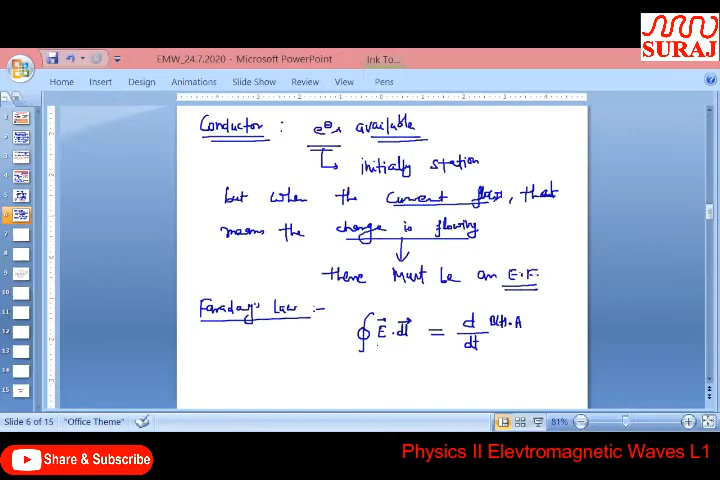 SURAJ
EMW_24.7.2020 - Microsoft PowerPoint
Ink To...
Home Insert Design Animations Slide Show Review View Pens
Conductor : e⊖s available
initially station
but when the current flows, that
means the charge is flowing
there must be an E.F.
Faraday's Law :-
∮ E⃗ . dl⃗ = d/dt B(t) . A
Slide 6 of 15 "Office Theme" 81%
Share & Subscribe
Physics II Elevtromagnetic Waves L1